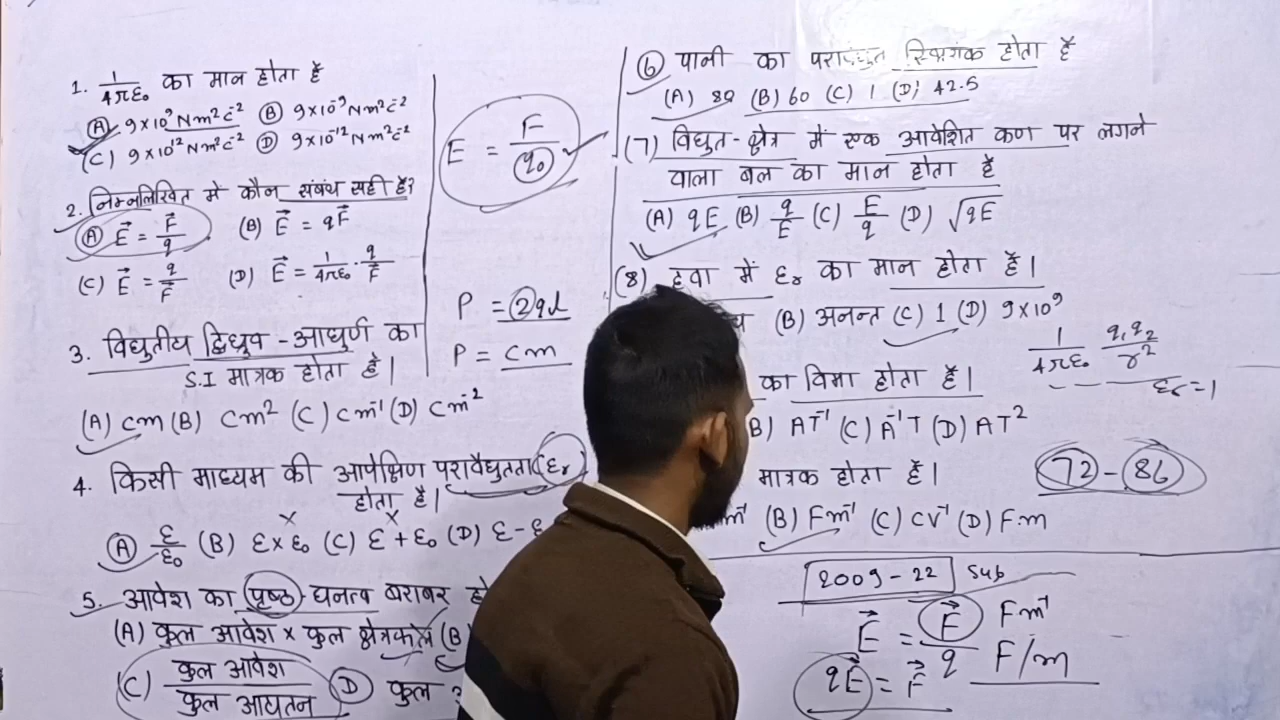 1. 1/4πε₀ का मान होता है
(A) 9×10⁹ Nm²c⁻² (B) 9×10⁻⁹ Nm²c⁻²
(C) 9×10¹² Nm²c⁻² (D) 9×10⁻¹² Nm²c⁻²
2. निम्नलिखित में कौन संबंध सही है?
(A) E⃗ = F⃗/q (B) E⃗ = qF⃗
(C) E⃗ = q/F⃗ (D) E⃗ = 1/4πε₀ · q/F⃗
3. विधुतीय द्विध्रुव - आधुर्ण का
S.I मात्रक होता है।
(A) cm (B) cm² (C) cm⁻¹ (D) cm⁻²
4. किसी माध्यम की आपेक्षिण परावैधुतता (εr)
होता है।
(A) ε/ε₀ (B) ε×ε₀ (C) ε+ε₀ (D) ε-
5. आवेश का पृष्ठ घनत्व बराबर
(A) कुल आवेश × कुल क्षेत्रफल (B
(C) कुल आवेश/कुल आयतन (D) कुल
E = F/q₀
P = 2ql
P = cm
(6) पानी का होता है
(A) 80 (B) 60 (C) 1 (D) 42.5
(7) विधुत-क्षेत्र में एक आवेशित कण पर लगने
वाला बल का मान होता है
(A) qE (B) q/E (C) E/q (D) √qE
(8) हवा में εr का मान होता है।
(B) अनन्त (C) 1 (D) 9×10⁹
1/4πε₀ q₁q₂/r²
εr=1
का विमा होता है।
B) AT⁻¹ (C) A⁻¹T (D) AT²
72 - 86
मात्रक होता है।
m⁻¹ (B) Fm⁻¹ (C) CV⁻¹ (D) F.m
2009-22 Sub
E⃗ = F⃗/q Fm⁻¹
qE⃗ = F⃗ F/m